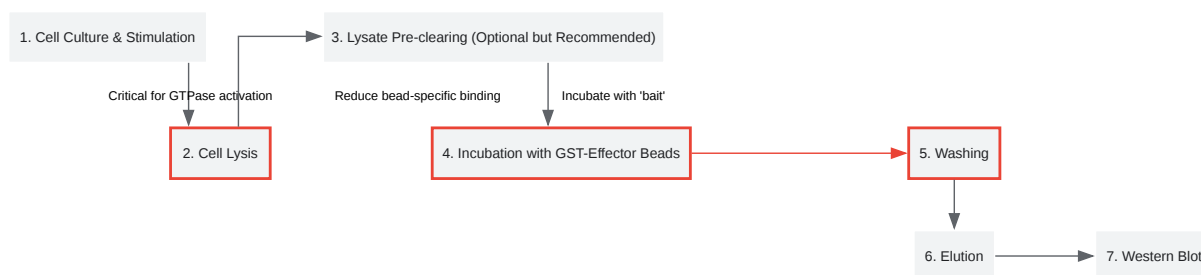 1. Cell Culture & Stimulation
3. Lysate Pre-clearing (Optional but Recommended)
Critical for GTPase activation
Reduce bead-specific binding
Incubate with 'bait'
2. Cell Lysis
4. Incubation with GST-Effector Beads
5. Washing
6. Elution
7. Western Blot